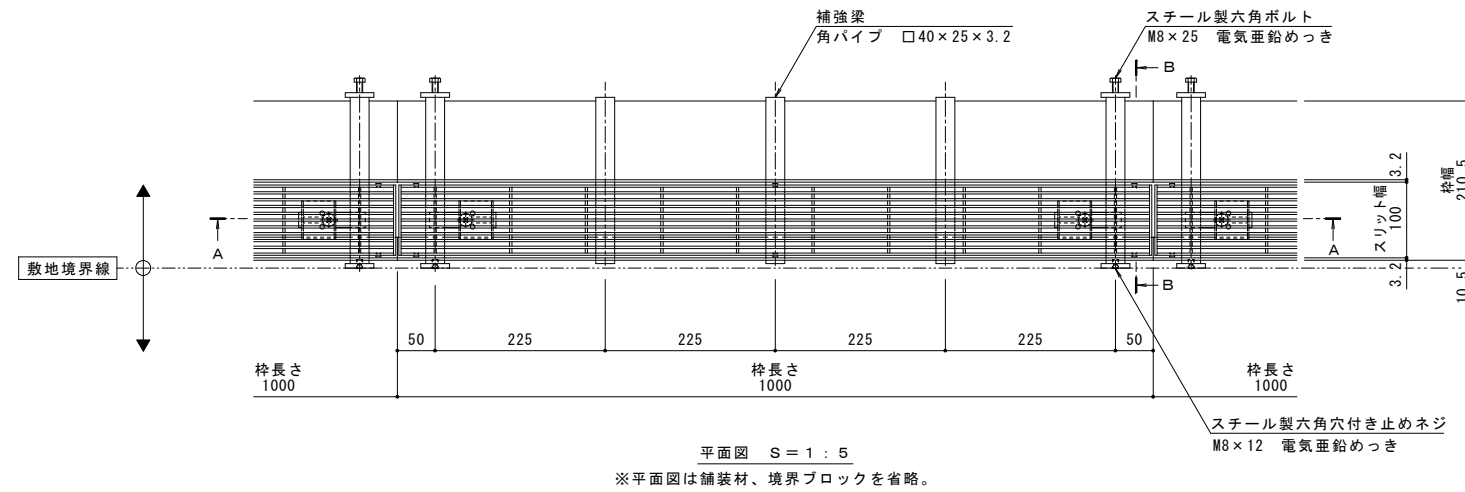 補強梁
角パイプ □40×25×3.2
スチール製六角ボルト
M8×25 電気亜鉛めっき
B
A
A
B
敷地境界線
3.2
スリット幅
100
3.2
枠幅
210.5
10.5
50
225
225
225
225
50
枠長さ
1000
枠長さ
1000
枠長さ
1000
スチール製六角穴付き止めネジ
M8×12 電気亜鉛めっき
平面図 S=1:5
※平面図は舗装材、境界ブロックを省略。